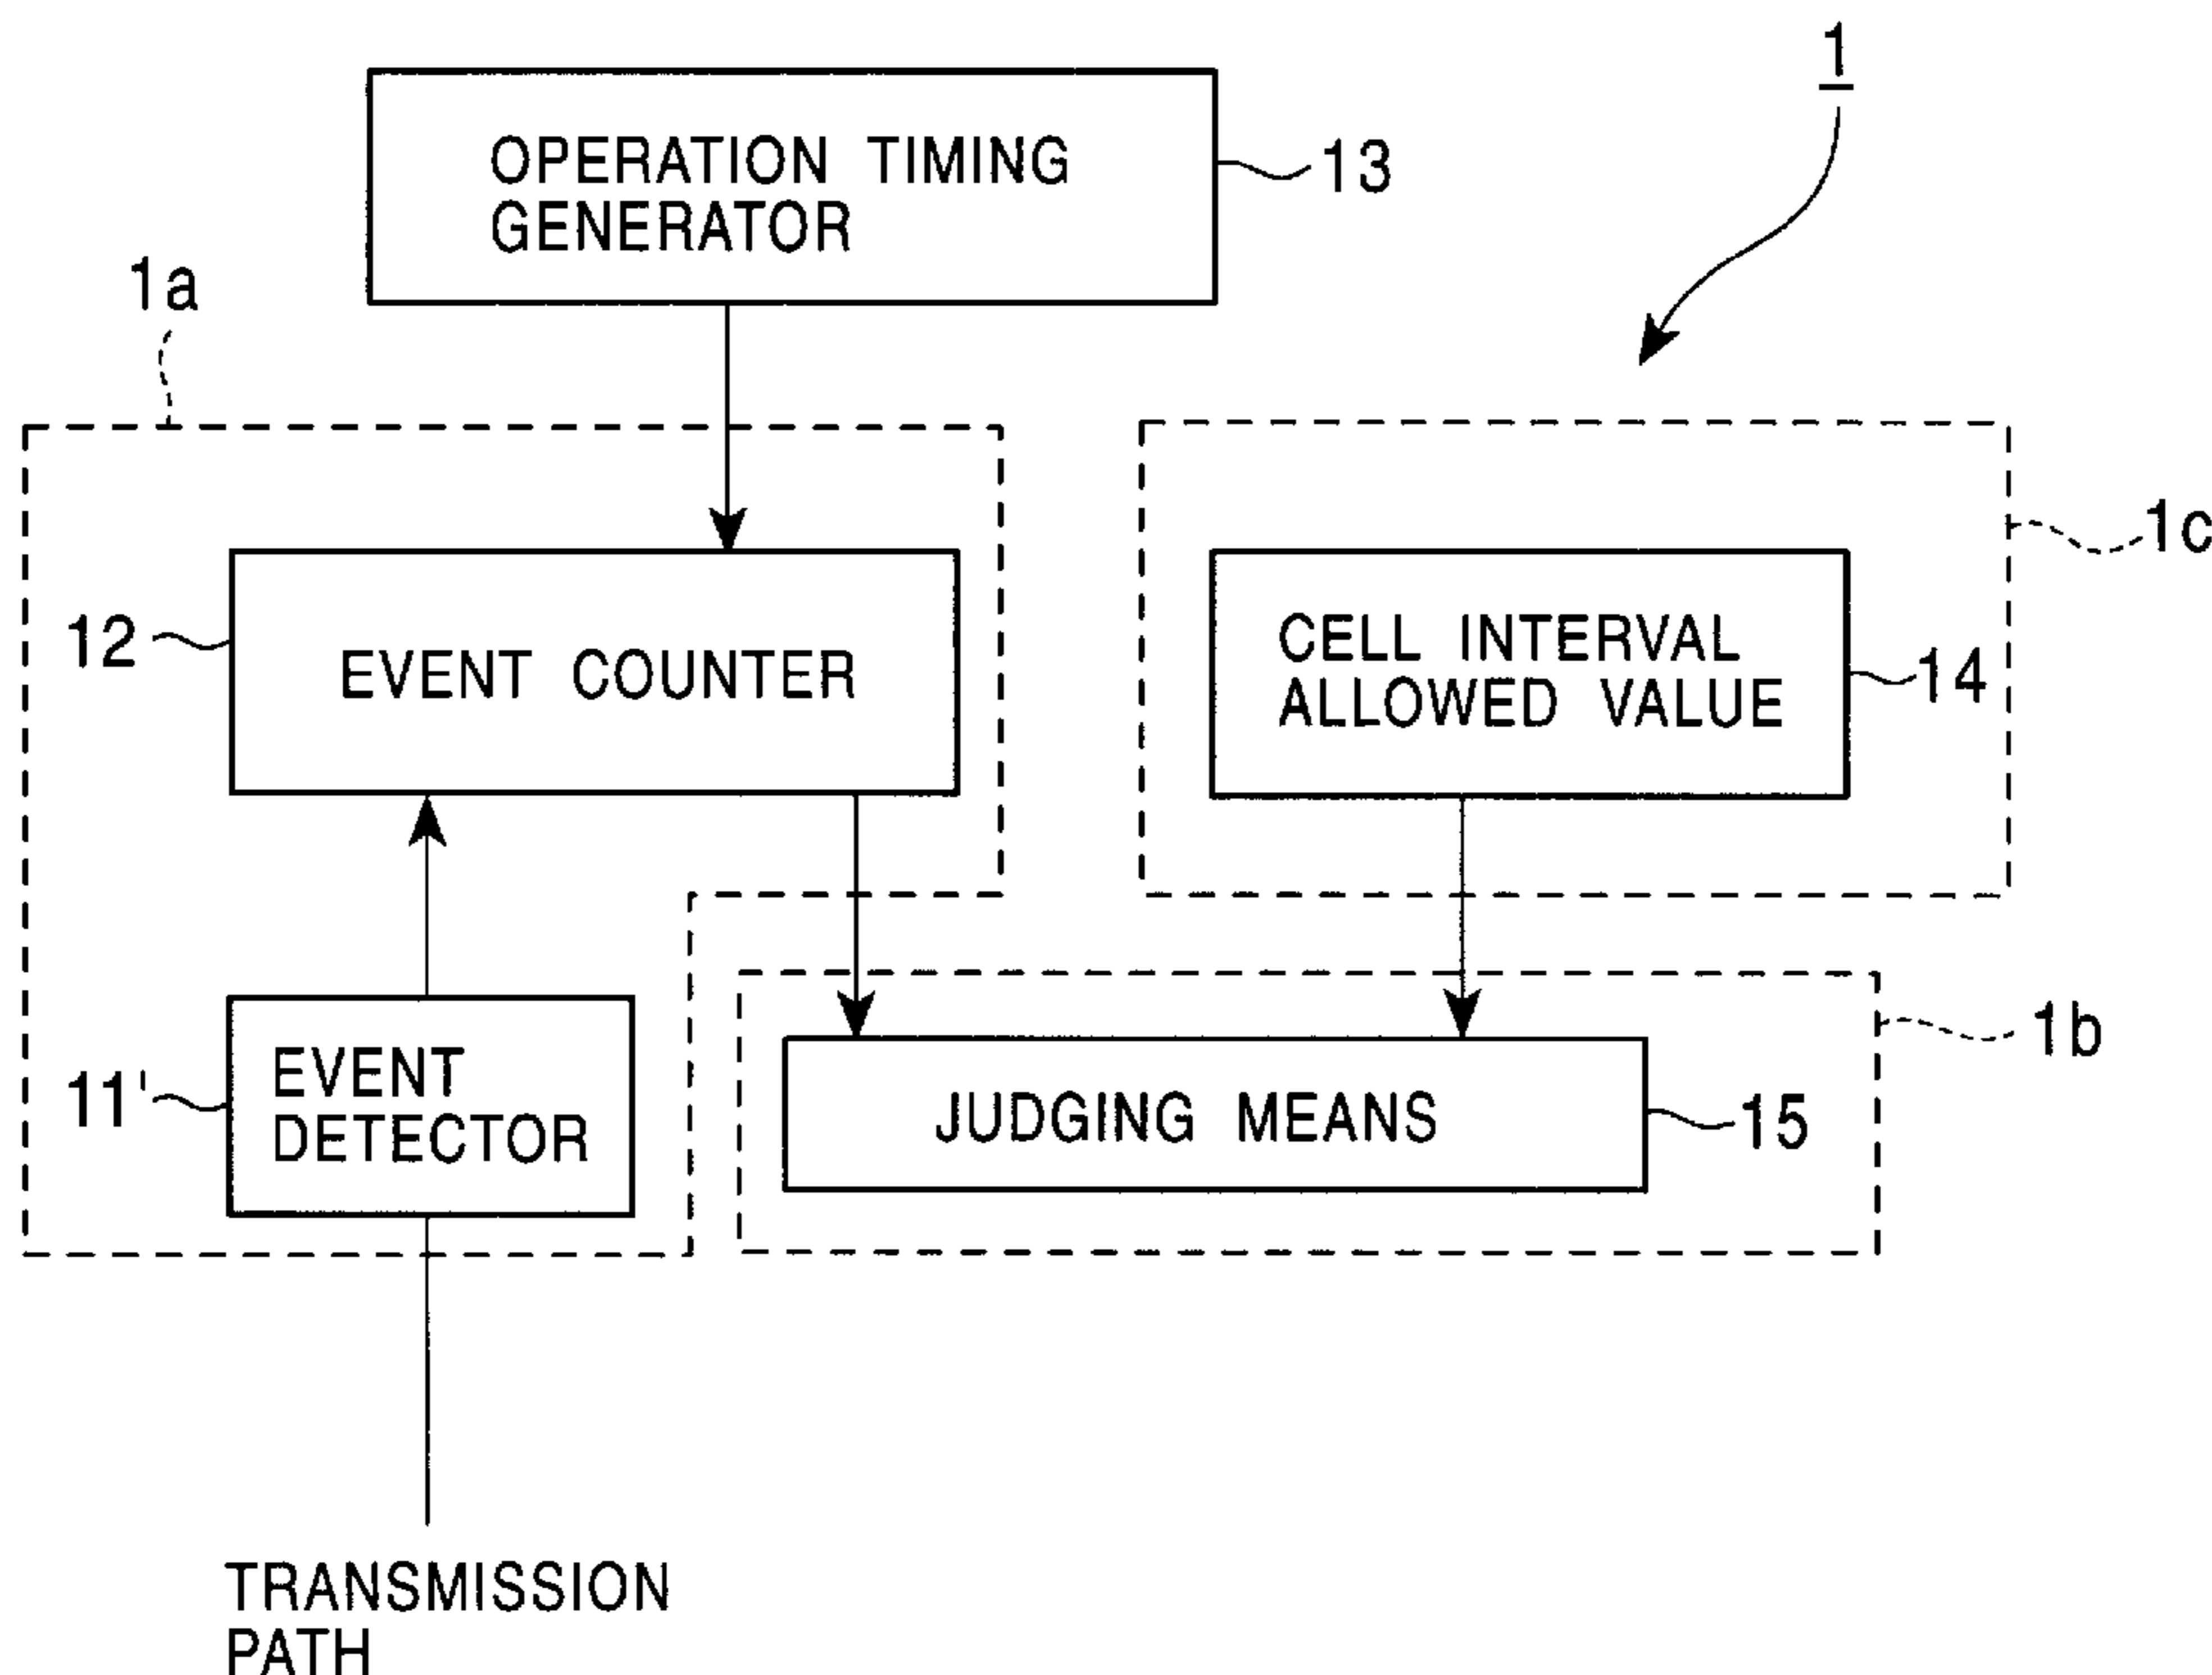 1
OPERATION TIMING
GENERATOR
13
1a
1c
12
EVENT COUNTER
CELL INTERVAL
ALLOWED VALUE
14
11'
EVENT
DETECTOR
JUDGING MEANS
15
1b
TRANSMISSION
PATH